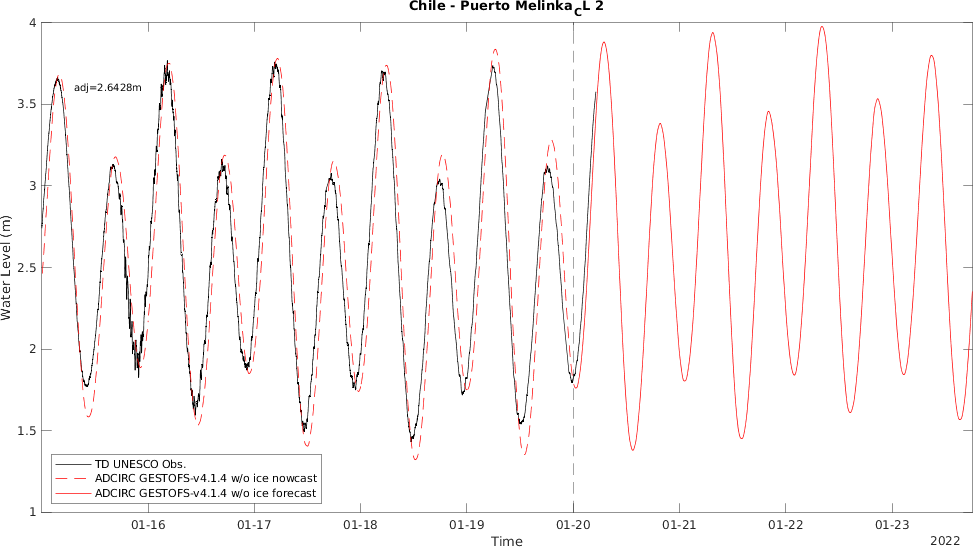 Chile - Puerto Melinka_CL 2
4
adj=2.6428m
3.5
3
2.5
2
1.5
1
Water Level (m)
TD UNESCO Obs.
ADCIRC GESTOFS-v4.1.4 w/o ice nowcast
ADCIRC GESTOFS-v4.1.4 w/o ice forecast
01-16 01-17 01-18 01-19 01-20 01-21 01-22 01-23
Time
2022